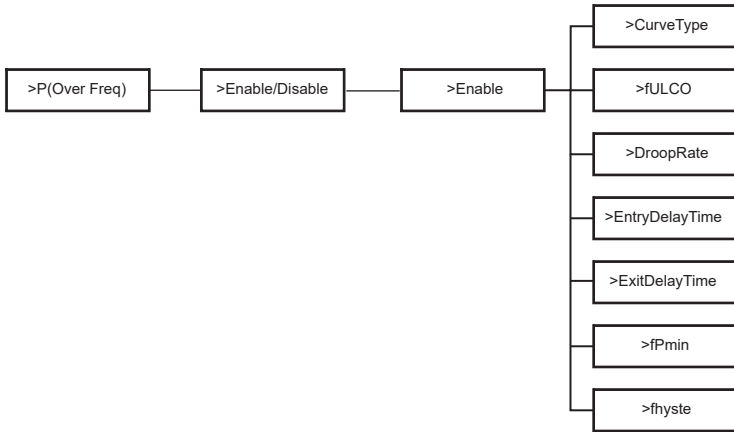 >P(Over Freq)
>Enable/Disable
>Enable
>CurveType
>fULCO
>DroopRate
>EntryDelayTime
>ExitDelayTime
>fPmin
>fhyste